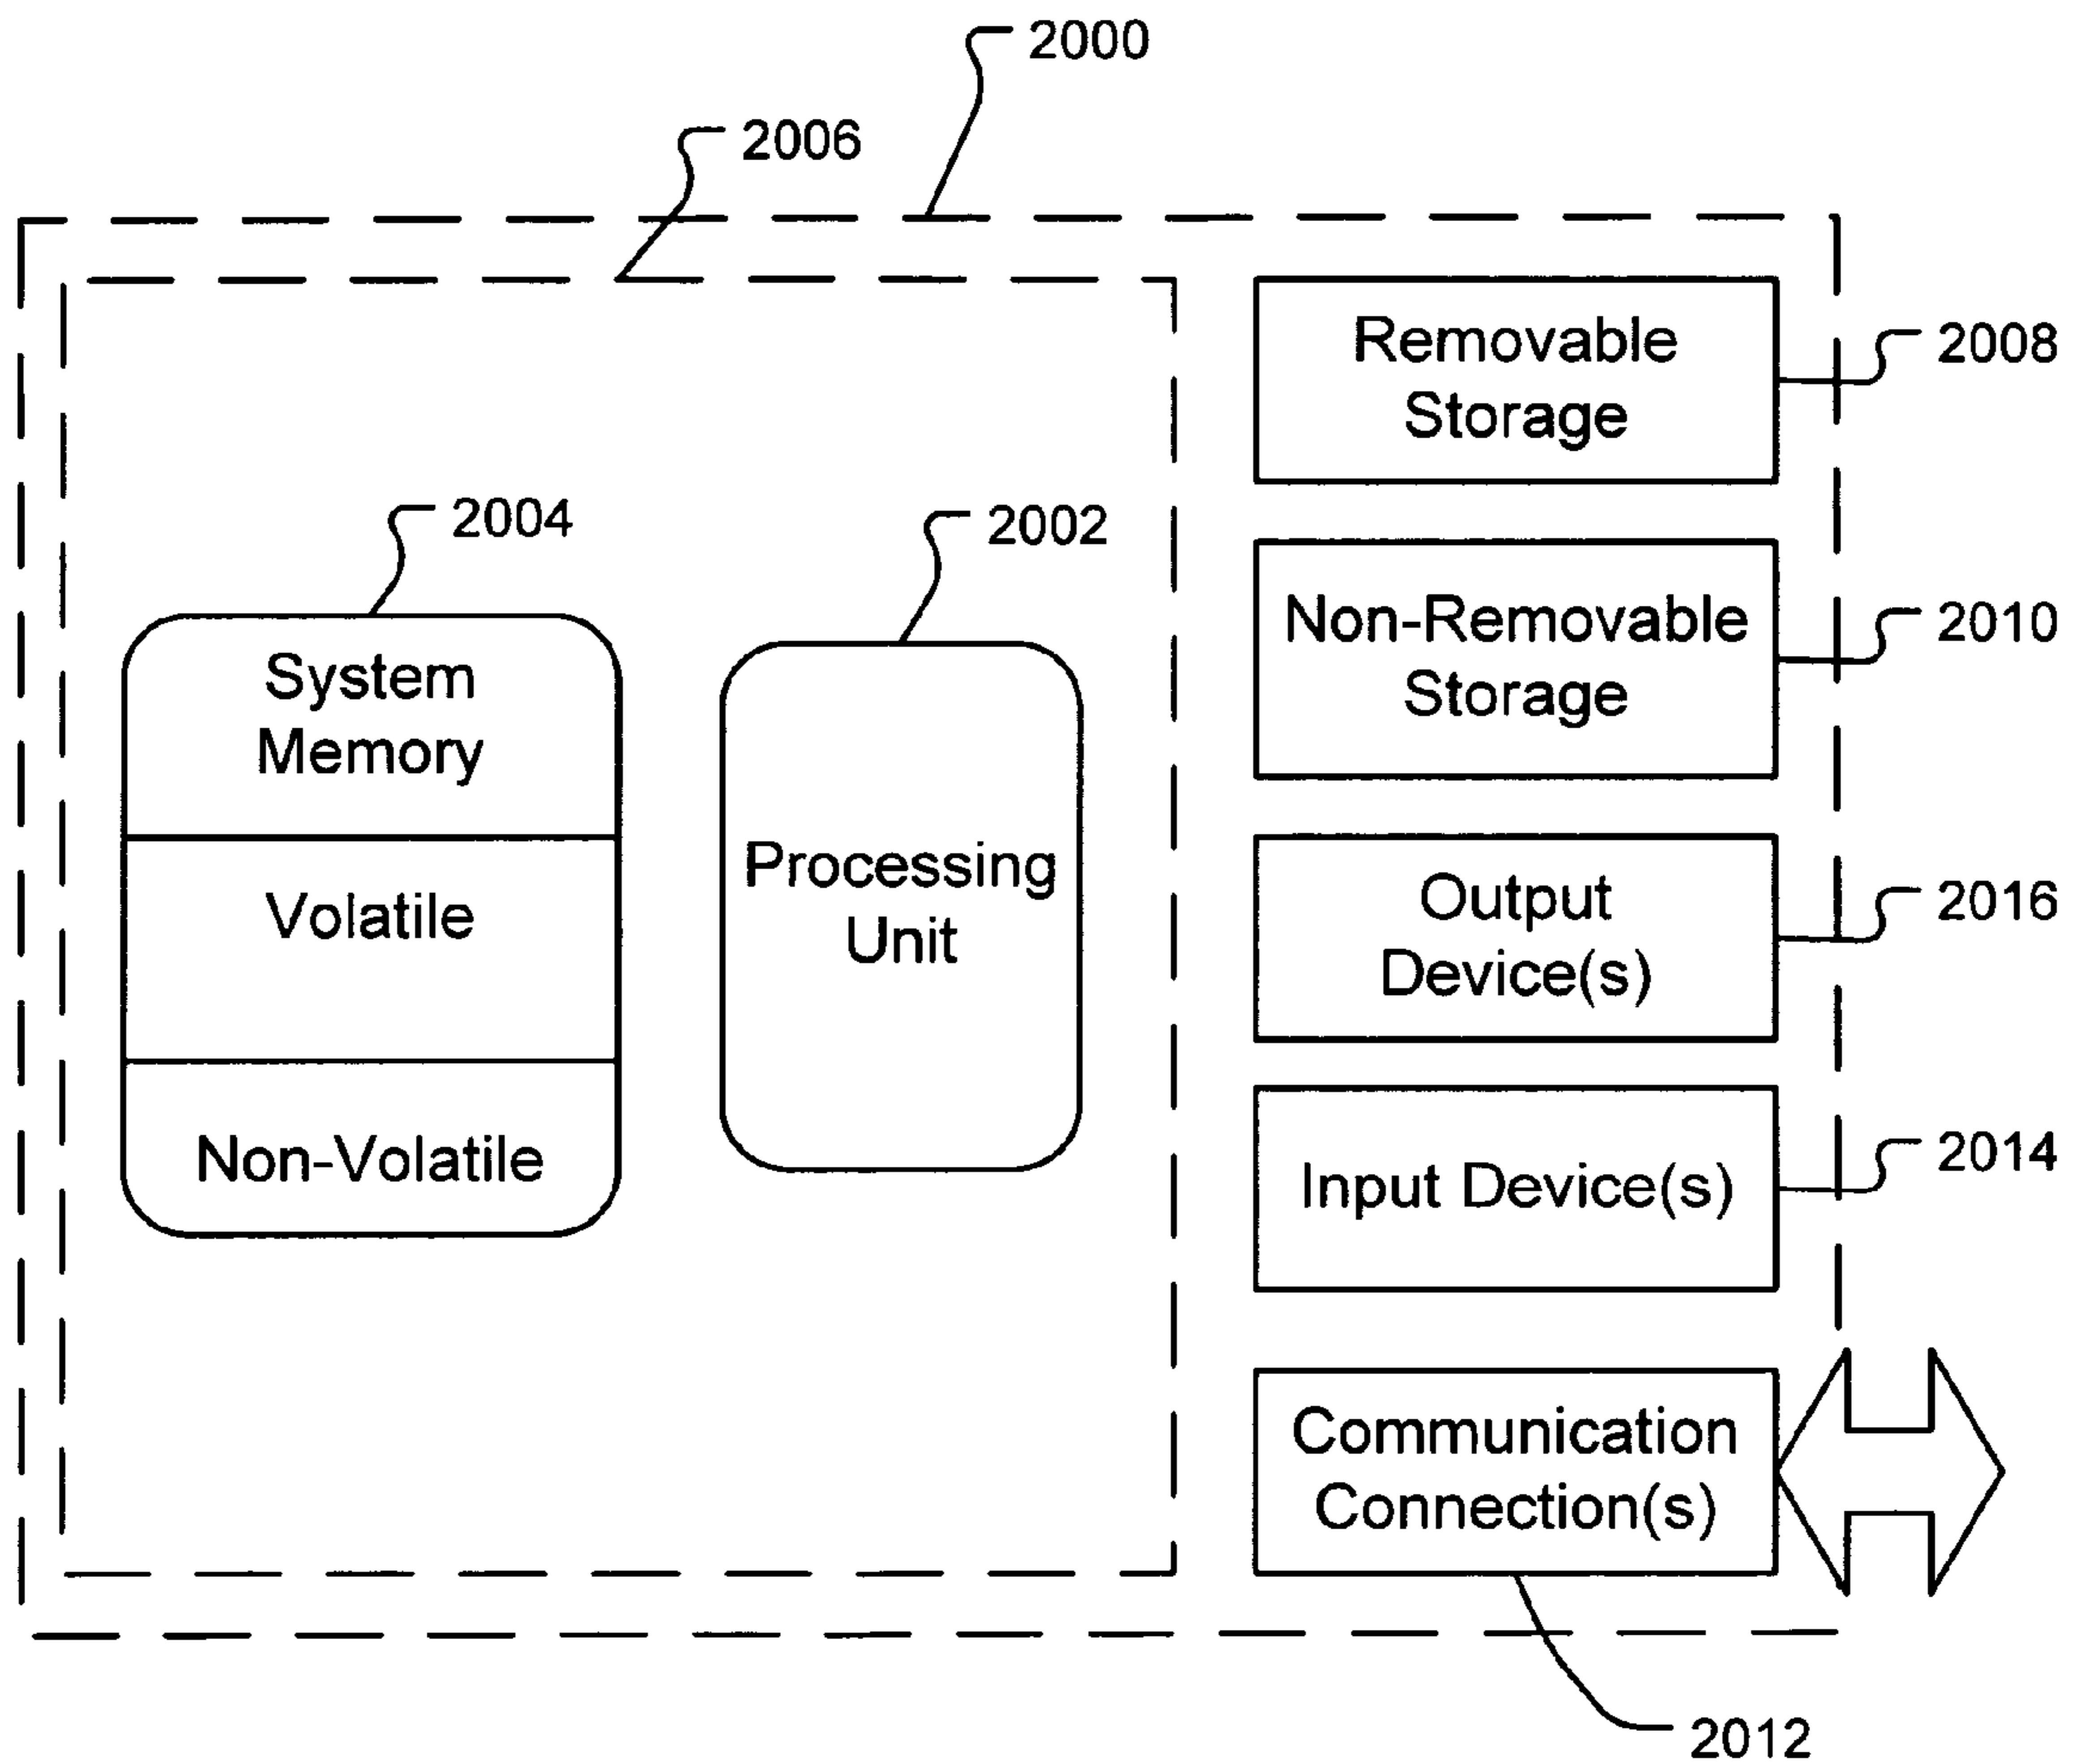 2000
2006
Removable
Storage
2008
2004
2002
Non-Removable
Storage
2010
System
Memory
Volatile
Non-Volatile
Processing
Unit
Output
Device(s)
2016
Input Device(s)
2014
Communication
Connection(s)
2012